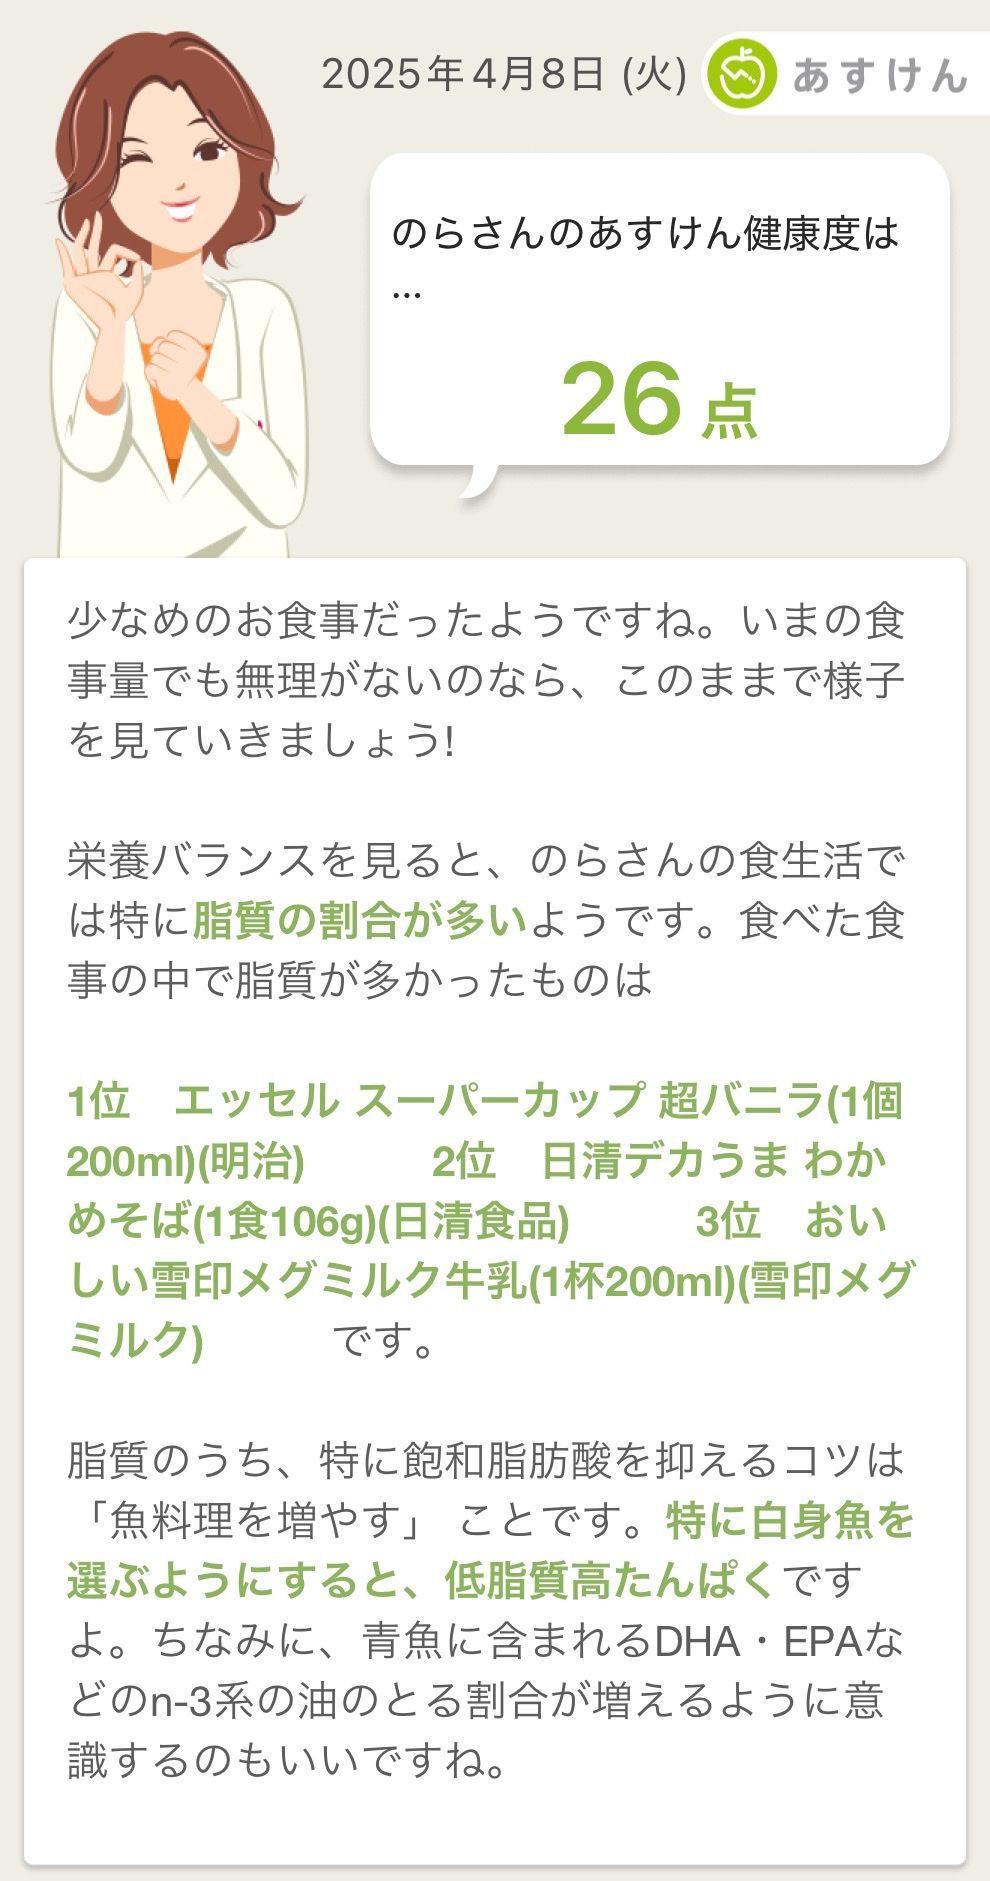 2025年4月8日 (火)
あすけん
のらさんのあすけん健康度は
...
26 点
少なめのお食事だったようですね。いまの食
事量でも無理がないのなら、このままで様子
を見ていきましょう!
栄養バランスを見ると、のらさんの食生活で
は特に脂質の割合が多いようです。食べた食
事の中で脂質が多かったものは
1位　エッセル スーパーカップ 超バニラ(1個
200ml)(明治)　　　2位　日清デカうま わか
めそば(1食106g)(日清食品)　　　3位　おい
しい雪印メグミルク牛乳(1杯200ml)(雪印メグ
ミルク)　　　です。
脂質のうち、特に飽和脂肪酸を抑えるコツは
「魚料理を増やす」 ことです。特に白身魚を
選ぶようにすると、低脂質高たんぱくです
よ。ちなみに、青魚に含まれるDHA・EPAな
どのn-3系の油のとる割合が増えるように意
識するのもいいですね。